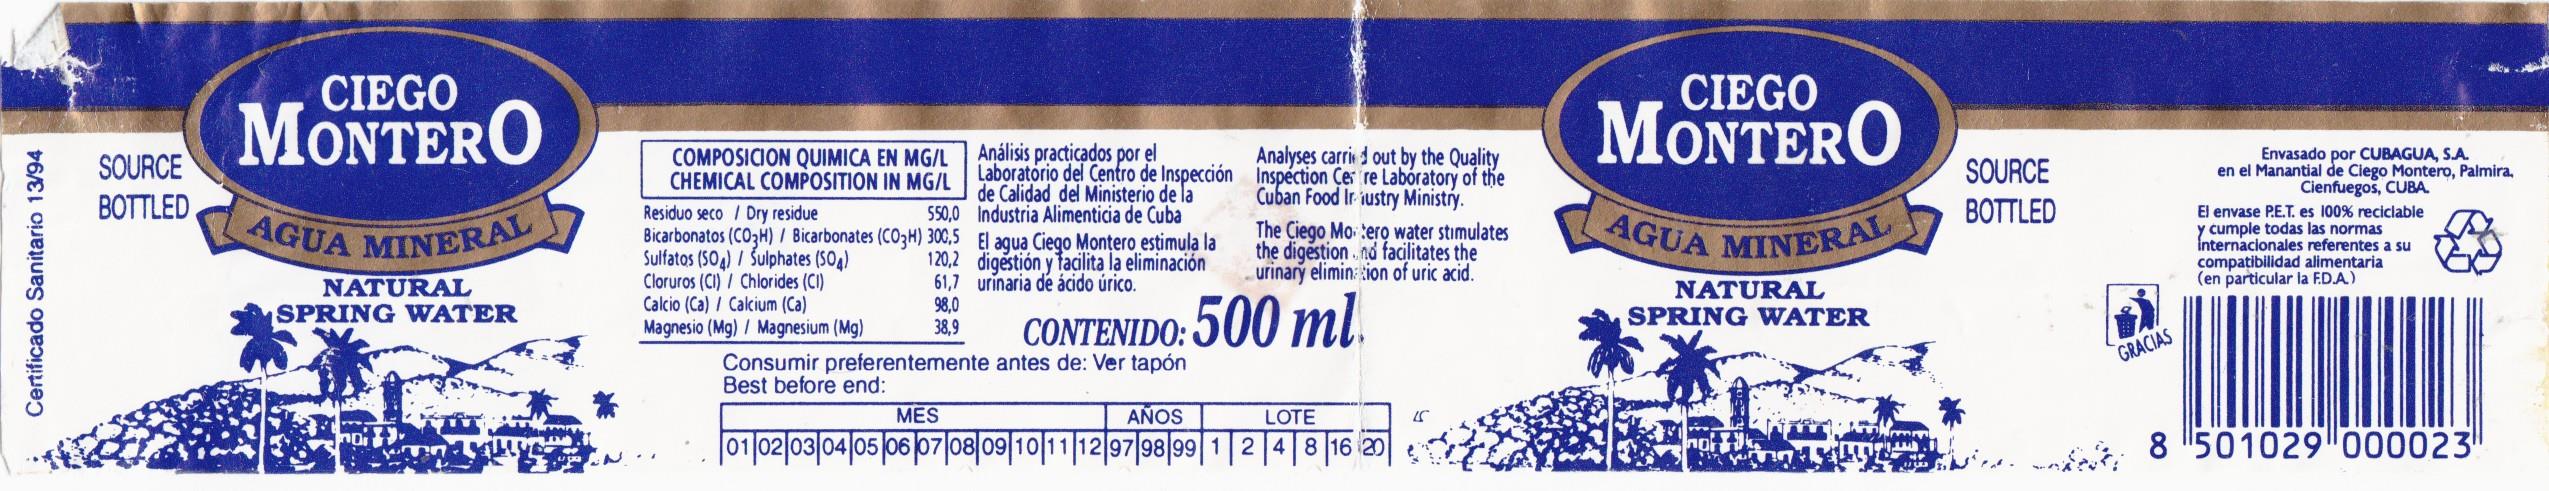 Certificado Sanitario 13/94
SOURCE
BOTTLED
CIEGO
MONTERO
AGUA MINERAL
NATURAL
SPRING WATER
COMPOSICION QUIMICA EN MG/L
CHEMICAL COMPOSITION IN MG/L
Residuo seco / Dry residue 550,0
Bicarbonatos (CO3H) / Bicarbonates (CO3H) 300,5
Sulfatos (SO4) / Sulphates (SO4) 120,2
Cloruros (Cl) / Chlorides (Cl) 61,7
Calcio (Ca) / Calcium (Ca) 98,0
Magnesio (Mg) / Magnesium (Mg) 38,9
Análisis practicados por el
Laboratorio del Centro de Inspección
de Calidad del Ministerio de la
Industria Alimenticia de Cuba
El agua Ciego Montero estimula la
digestión y facilita la eliminación
urinaria de ácido úrico.
Analyses carried out by the Quality
Inspection Centre Laboratory of the
Cuban Food Industry Ministry.
The Ciego Montero water stimulates
the digestion and facilitates the
urinary elimination of uric acid.
CONTENIDO: 500 ml.
Consumir preferentemente antes de: Ver tapón
Best before end:
MES AÑOS LOTE
01 02 03 04 05 06 07 08 09 10 11 12 97 98 99 1 2 4 8 16 20
CIEGO
MONTERO
AGUA MINERAL
NATURAL
SPRING WATER
SOURCE
BOTTLED
Envasado por CUBAGUA, S.A.
en el Manantial de Ciego Montero, Palmira,
Cienfuegos, CUBA.
El envase P.E.T. es 100% reciclable
y cumple todas las normas
internacionales referentes a su
compatibilidad alimentaria
(en particular la F.D.A.)
GRACIAS
8 501029 000023